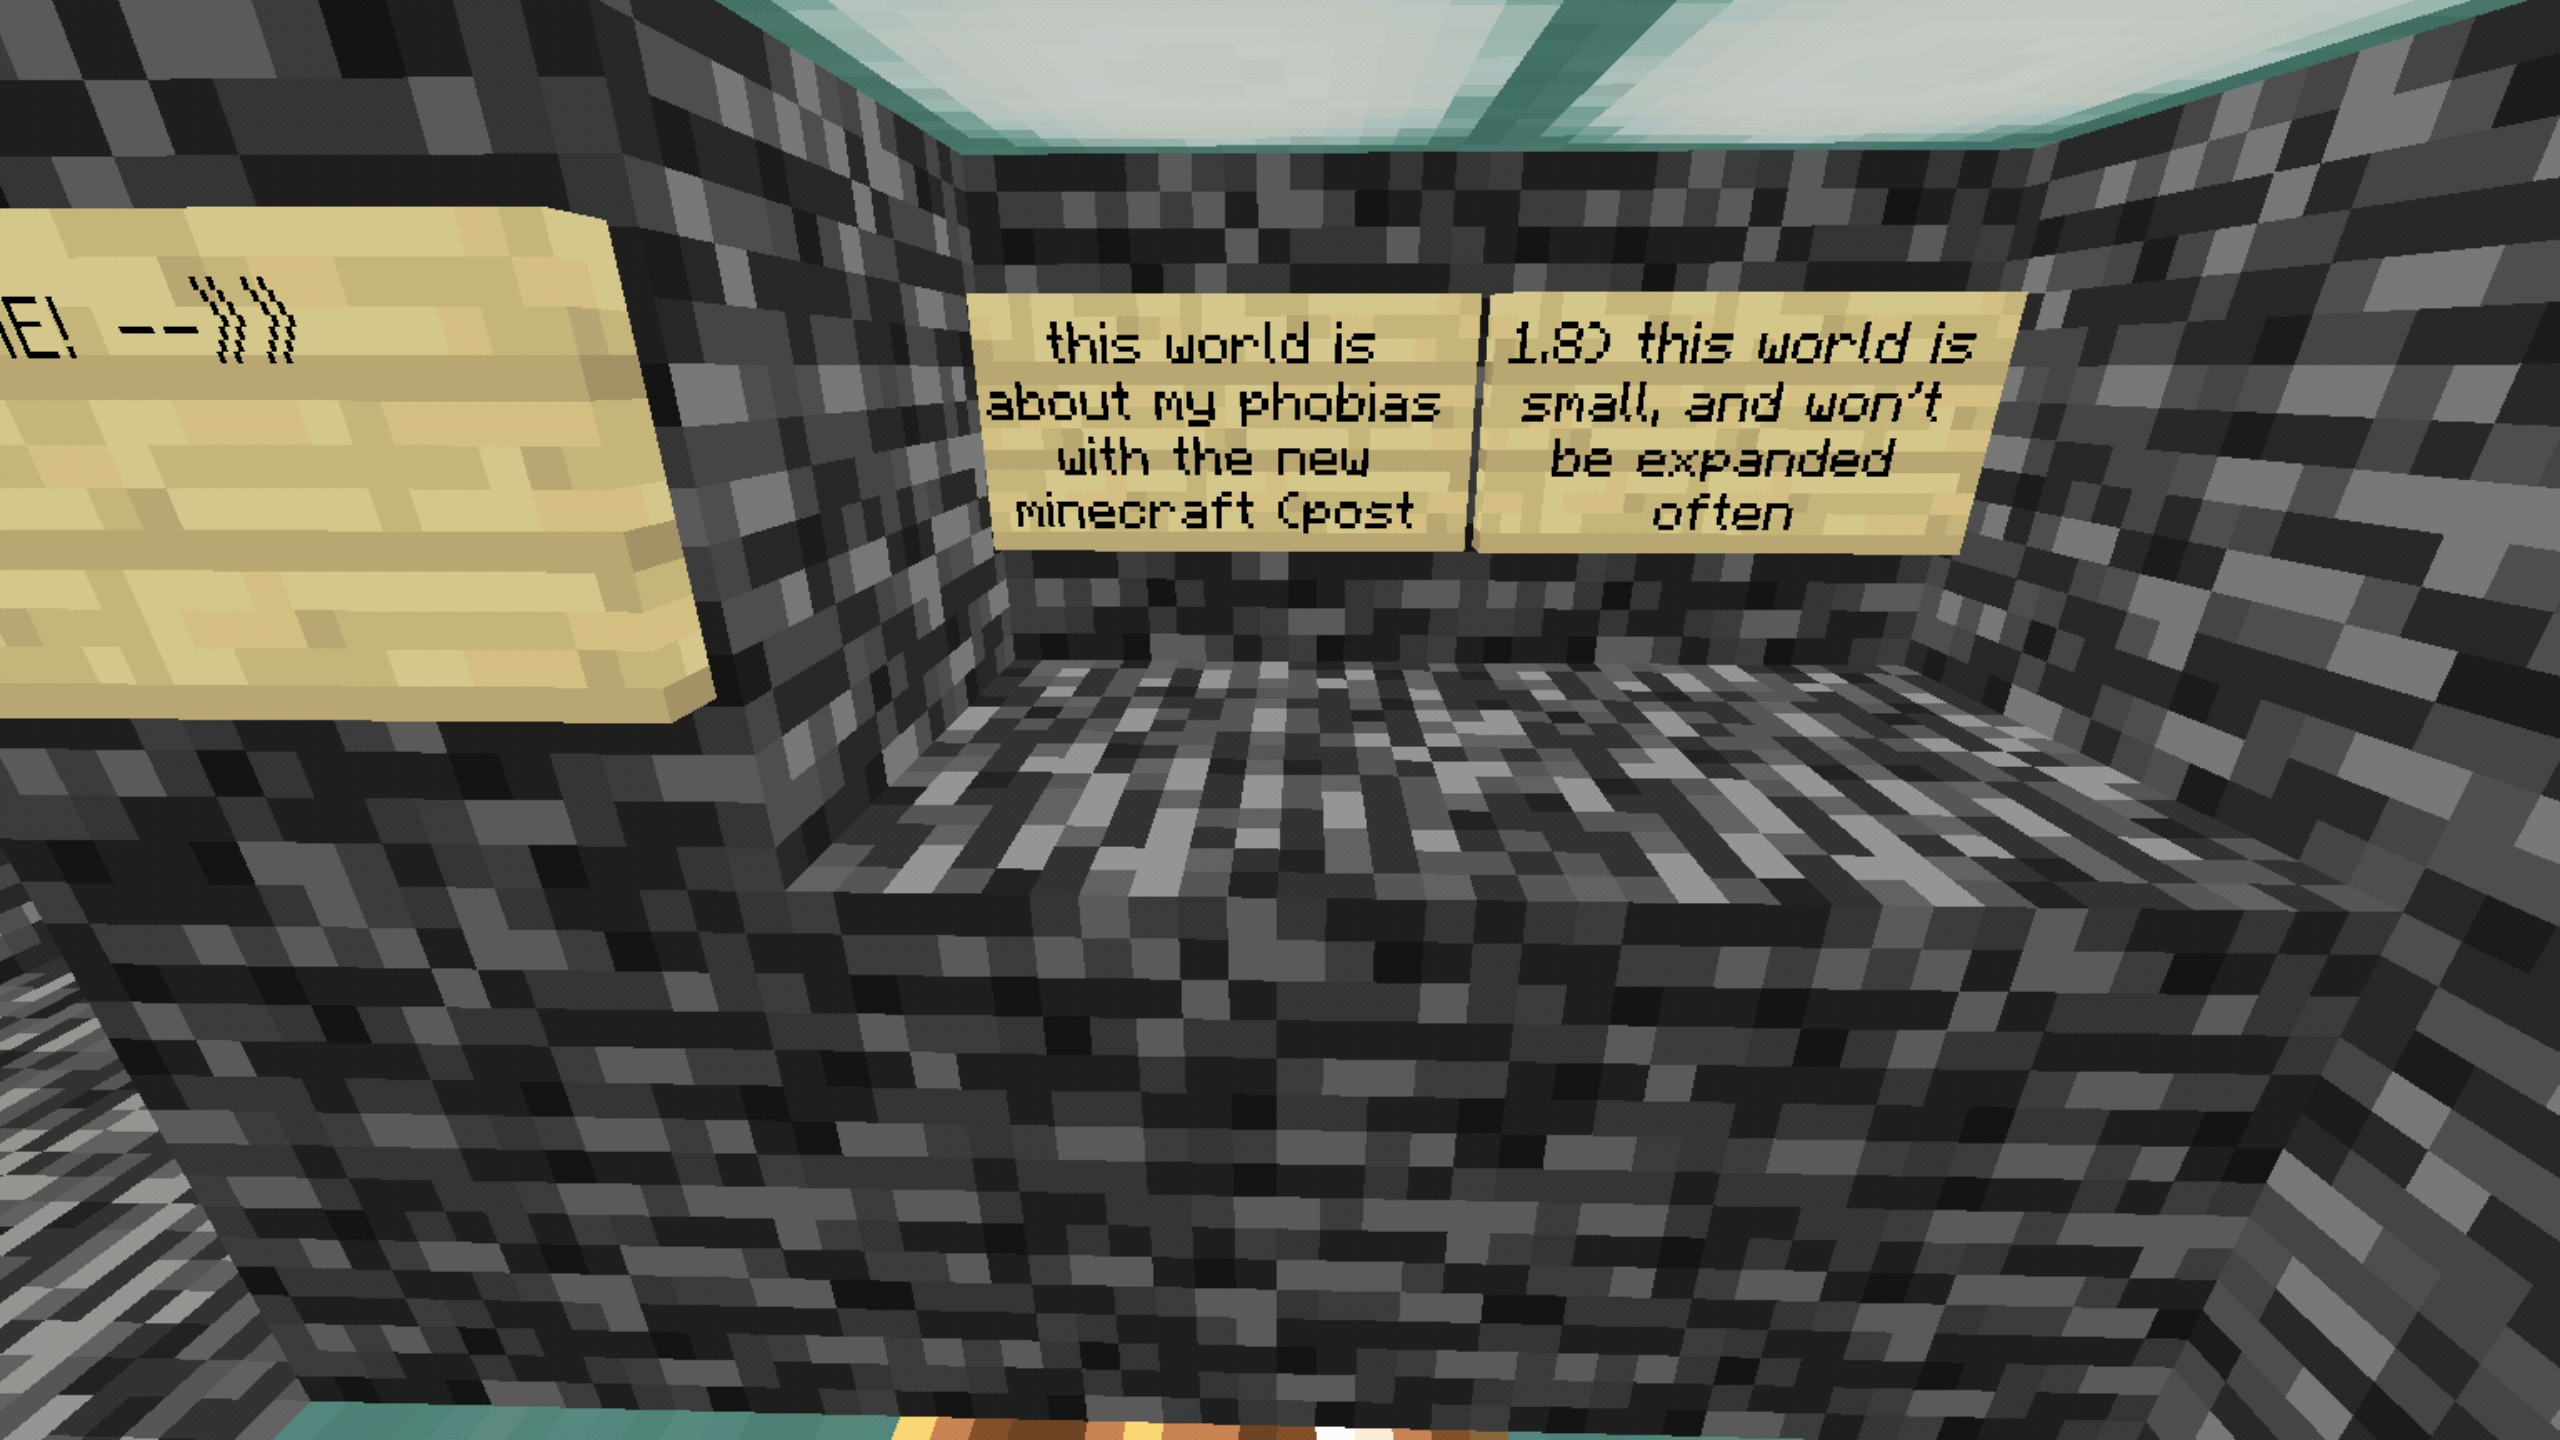 E! -->>
this world is
about my phobias
with the new
minecraft (post
1.8) this world is
small, and won't
be expanded
often